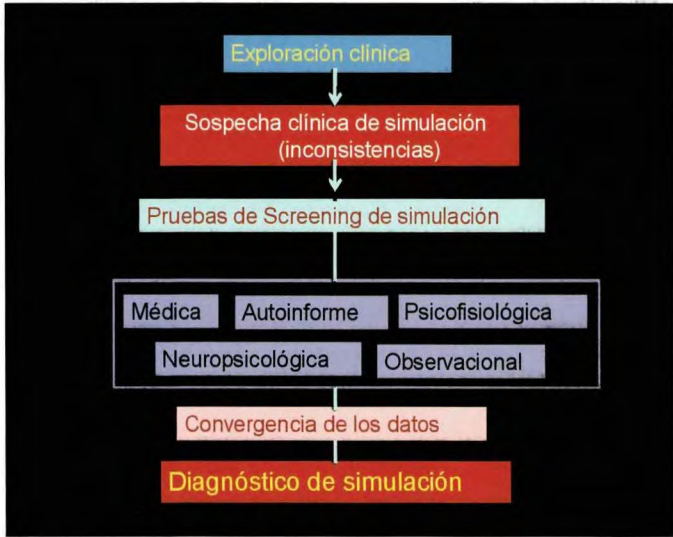 Exploración clínica
Sospecha clínica de simulación
(inconsistencias)
Pruebas de Screening de simulación
Médica Autoinforme Psicofisiológica
Neuropsicológica Observacional
Convergencia de los datos
Diagnóstico de simulación